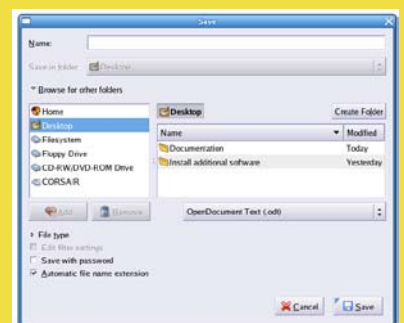 Save
Name:
Save in folder: Desktop
Browse for other folders
Home
Desktop
Filesystem
Floppy Drive
CD-RW/DVD-ROM Drive
CORSAIR
Desktop
Create Folder
Name Modified
Documentation Today
Install additional software Yesterday
Add Remove
OpenDocument Text (.odt)
File type
Edit filter settings
Save with password
Automatic file name extension
Cancel Save